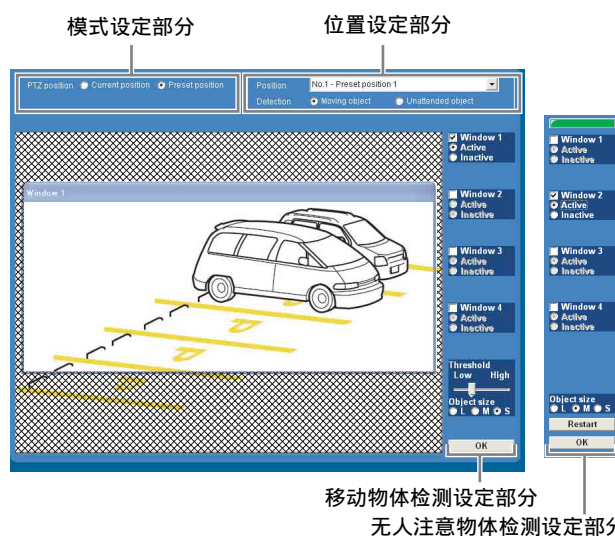 模式设定部分
位置设定部分
PTZ position Current position Preset position
Position No.1 - Preset position 1
Detection Moving object Unattended object
Window 1
Window 1
Active
Inactive
Window 2
Active
Inactive
Window 3
Active
Inactive
Window 4
Active
Inactive
Threshold
Low High
Object size
L M S
OK
Window 1
Active
Inactive
Window 2
Active
Inactive
Window 3
Active
Inactive
Window 4
Active
Inactive
Object size
L M S
Restart
OK
移动物体检测设定部分
无人注意物体检测设定部分